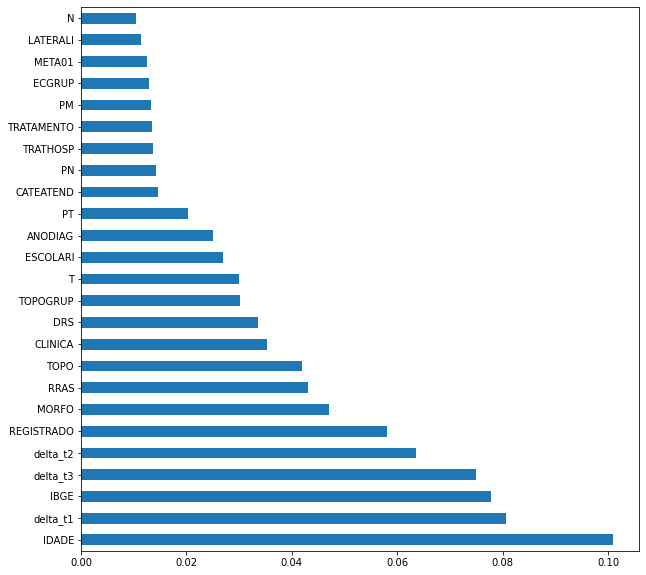 N
LATERALI
META01
ECGRUP
PM
TRATAMENTO
TRATHOSP
PN
CATEATEND
PT
ANODIAG
ESCOLARI
T
TOPOGRUP
DRS
CLINICA
TOPO
RRAS
MORFO
REGISTRADO
delta_t2
delta_t3
IBGE
delta_t1
IDADE
0.00 0.02 0.04 0.06 0.08 0.10